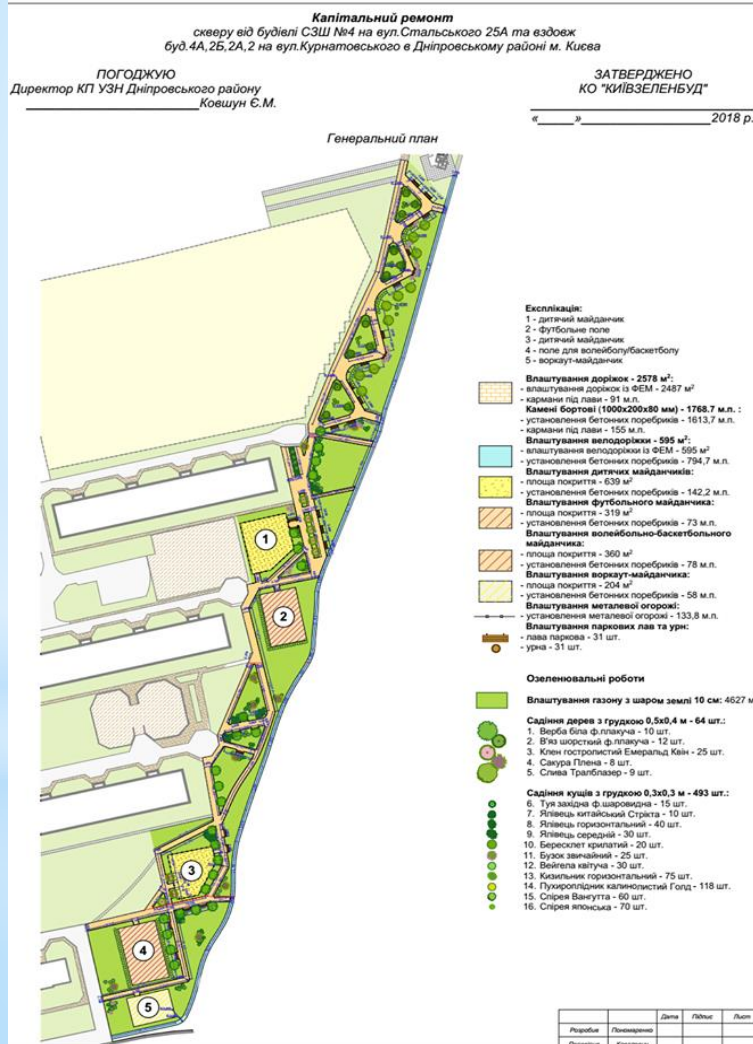 Капітальний ремонт
скверу від будівлі СЗШ №4 на вул.Стальського 25А та вздовж
буд.4А,2Б,2А,2 на вул.Курнатовського в Дніпровському районі м. Києва
ПОГОДЖУЮ
Директор КП УЗН Дніпровського району
Ковшун Є.М.
ЗАТВЕРДЖЕНО
КО "КИЇВЗЕЛЕНБУД"
« » 2018 р.
Генеральний план
Експлікація:
1 - дитячий майданчик
2 - футбольне поле
3 - дитячий майданчик
4 - поле для волейболу/баскетболу
5 - воркаут-майданчик
Влаштування доріжок - 2578 м²:
- влаштування доріжок із ФЕМ - 2487 м²
- кармани під лави - 91 м.п.
Камені бортові (1000х200х80 мм) - 1768.7 м.п. :
- установлення бетонних поребриків - 1613,7 м.п.
- кармани під лави - 155 м.п.
Влаштування велодоріжки - 595 м²:
- влаштування велодоріжки із ФЕМ - 595 м²
- установлення бетонних поребриків - 794,7 м.п.
Влаштування дитячих майданчиків:
- площа покриття - 639 м²
- установлення бетонних поребриків - 142,2 м.п.
Влаштування футбольного майданчика:
- площа покриття - 319 м²
- установлення бетонних поребриків - 73 м.п.
Влаштування волейбольно-баскетбольного
майданчика:
- площа покриття - 360 м²
- установлення бетонних поребриків - 78 м.п.
Влаштування воркаут-майданчика:
- площа покриття - 204 м²
- установлення бетонних поребриків - 58 м.п.
Влаштування металевої огорожі:
- установлення металевої огорожі - 133,8 м.п.
Влаштування паркових лав та урн:
- лава паркова - 31 шт.
- урна - 31 шт.
Озеленювальні роботи
Влаштування газону з шаром землі 10 см: 4627 м
Садіння дерев з грудкою 0,5х0,4 м - 64 шт.:
1. Верба біла ф.плакуча - 10 шт.
2. В'яз шорсткий ф.плакуча - 12 шт.
3. Клен гостролистий Емеральд Квін - 25 шт.
4. Сакура Плена - 8 шт.
5. Слива Тралблазер - 9 шт.
Садіння кущів з грудкою 0,3х0,3 м - 493 шт.:
6. Туя західна ф.шаровидна - 15 шт.
7. Ялівець китайський Стрікта - 10 шт.
8. Ялівець горизонтальний - 40 шт.
9. Ялівець середній - 30 шт.
10. Бересклет крилатий - 20 шт.
11. Бузок звичайний - 25 шт.
12. Вейгела квітуча - 30 шт.
13. Кизильник горизонтальний - 75 шт.
14. Пухироплідник калинолистий Голд - 118 шт.
15. Спірея Вангутта - 60 шт.
16. Спірея японська - 70 шт.
1
2
3
4
5
Дата Підпис Лист
Розробив Пономаренко